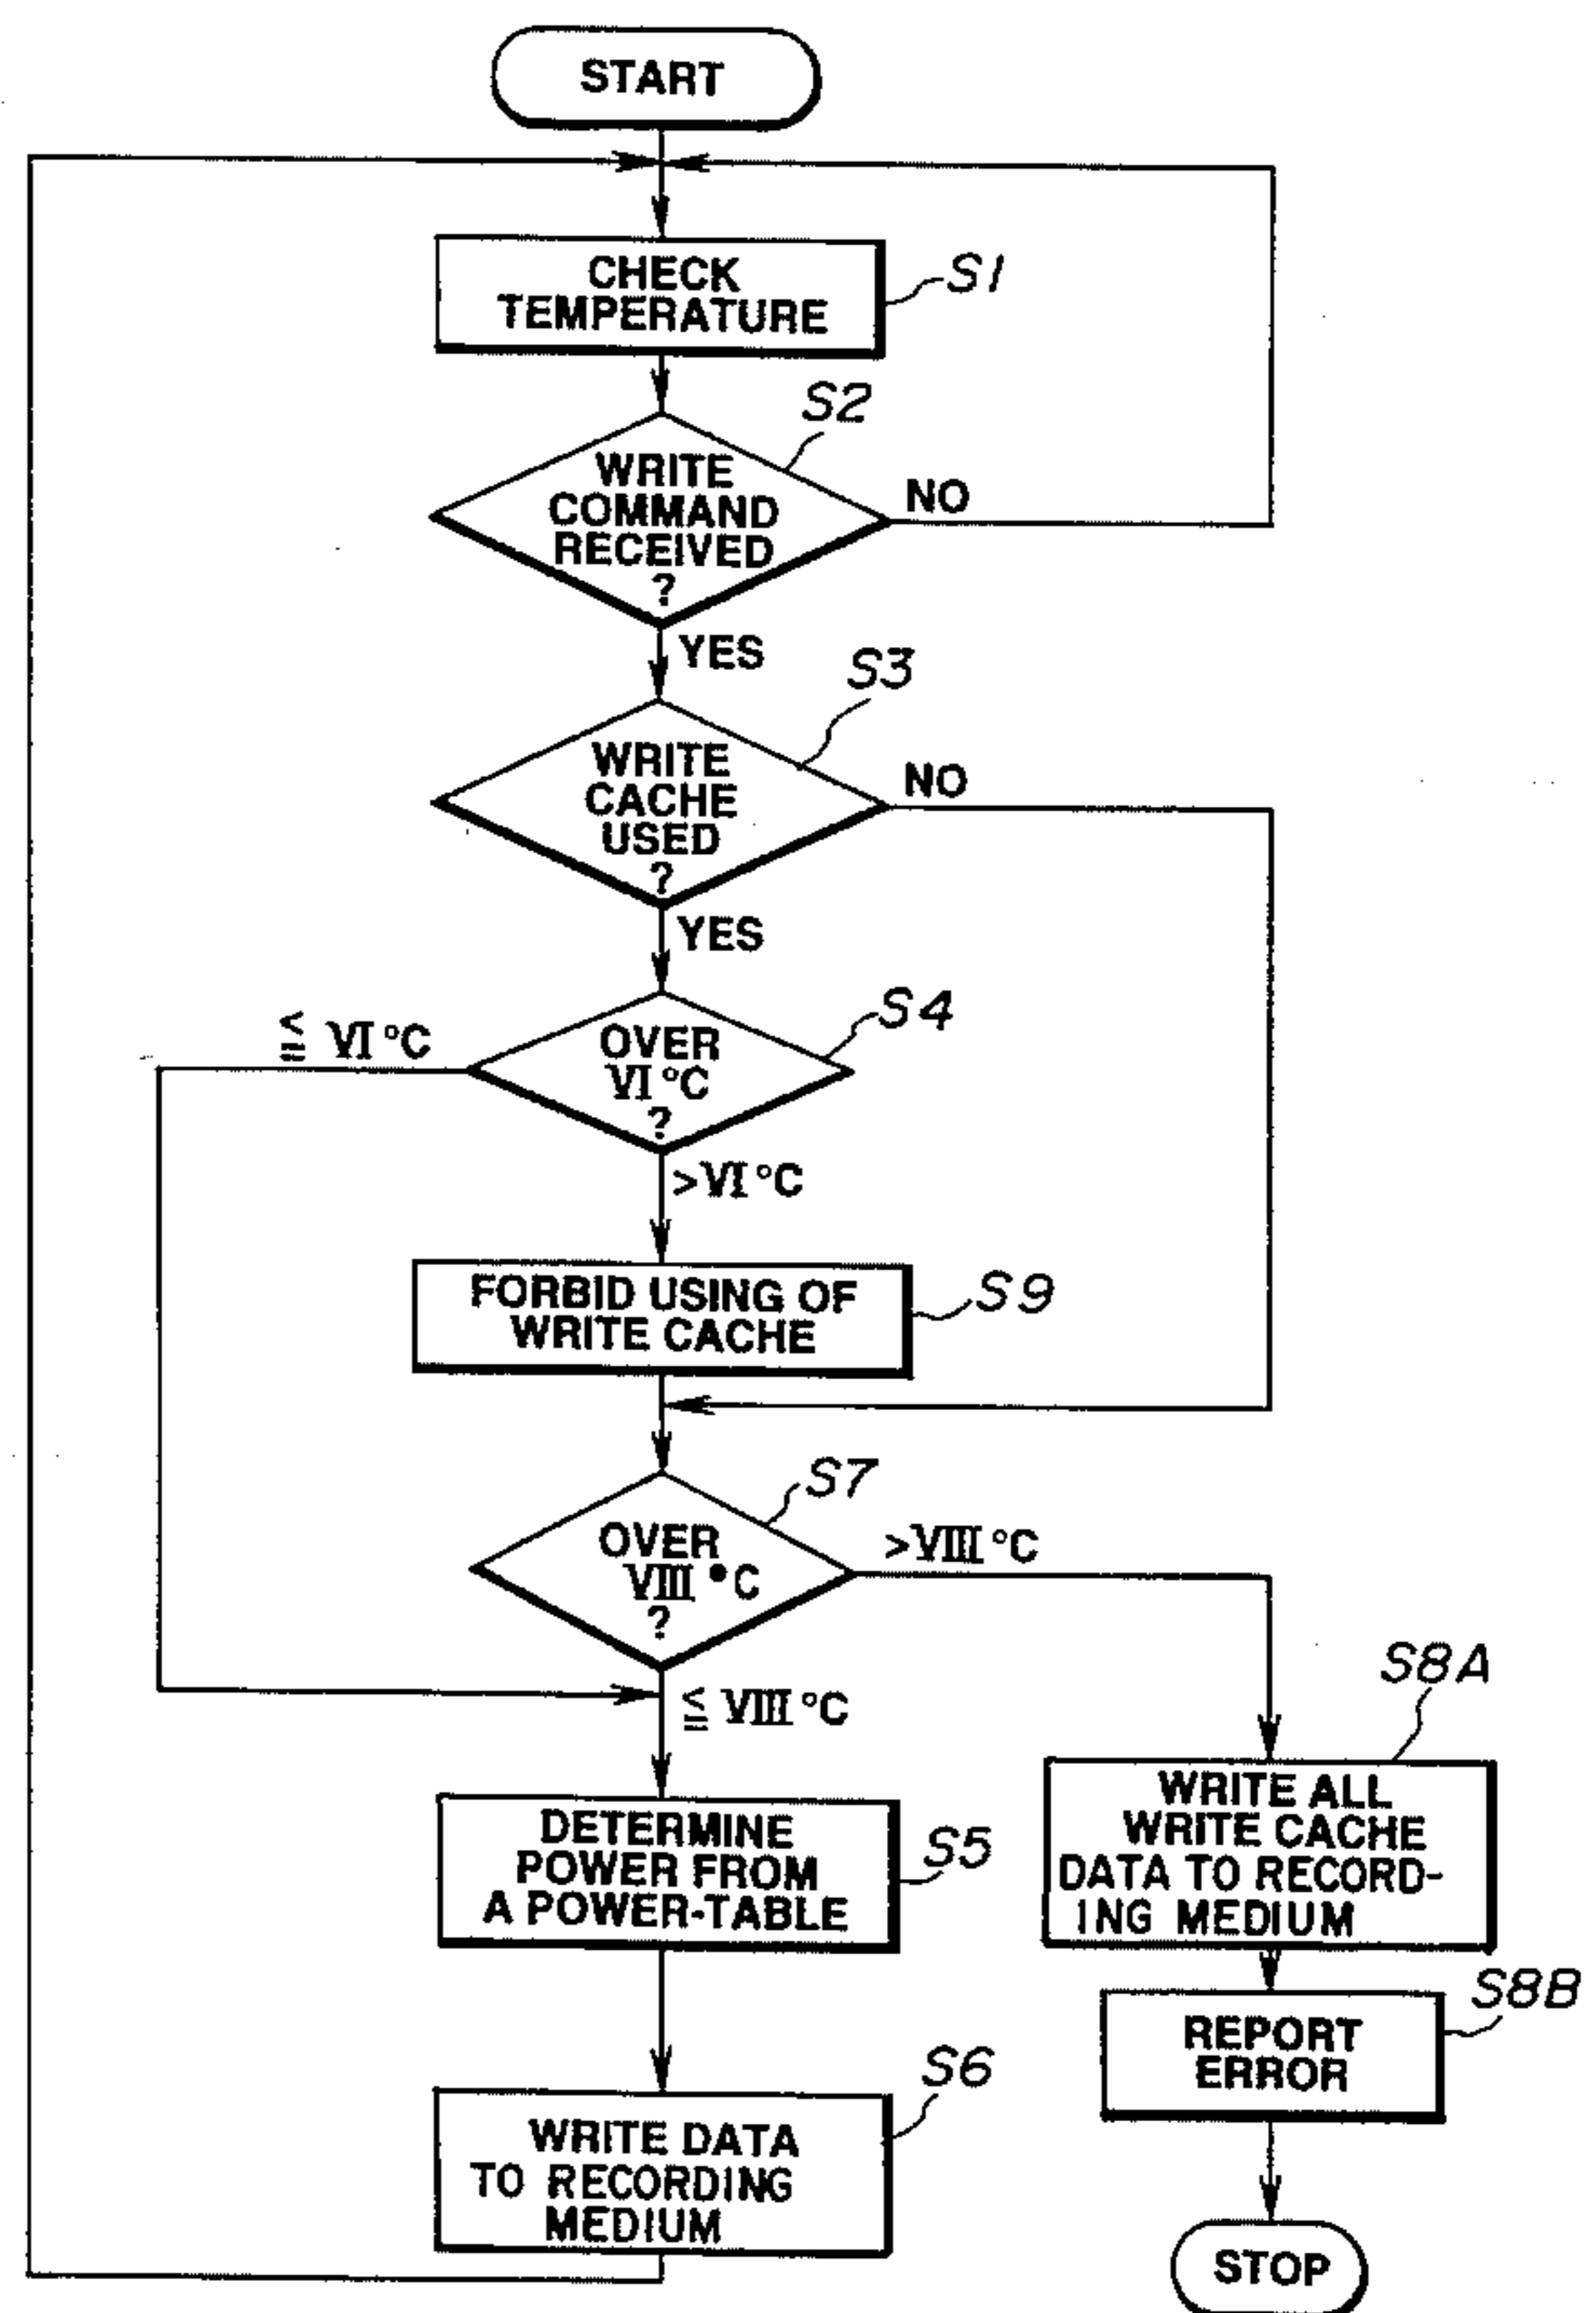 START
CHECK
TEMPERATURE
S1
S2
WRITE
COMMAND
RECEIVED
?
NO
YES
S3
WRITE
CACHE
USED
?
NO
YES
S4
≦ VI °C
OVER
VI °C
?
>VI °C
FORBID USING OF
WRITE CACHE
S9
S7
OVER
VIII °C
?
>VIII °C
≦ VIII °C
S8A
WRITE ALL
WRITE CACHE
DATA TO RECORD-
ING MEDIUM
DETERMINE
POWER FROM
A POWER-TABLE
S5
S8B
REPORT
ERROR
S6
WRITE DATA
TO RECORDING
MEDIUM
STOP